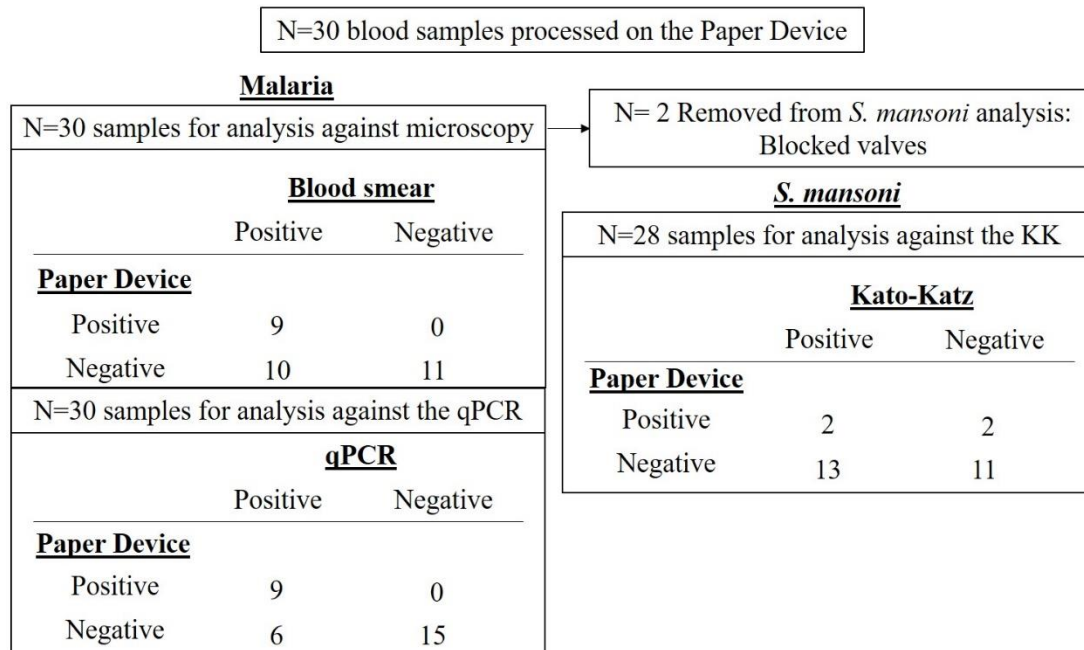 N=30 blood samples processed on the Paper Device
Malaria
N=30 samples for analysis against microscopy
Blood smear
Positive Negative
Paper Device
Positive 9 0
Negative 10 11
N=30 samples for analysis against the qPCR
qPCR
Positive Negative
Paper Device
Positive 9 0
Negative 6 15
N= 2 Removed from S. mansoni analysis:
Blocked valves
S. mansoni
N=28 samples for analysis against the KK
Kato-Katz
Positive Negative
Paper Device
Positive 2 2
Negative 13 11